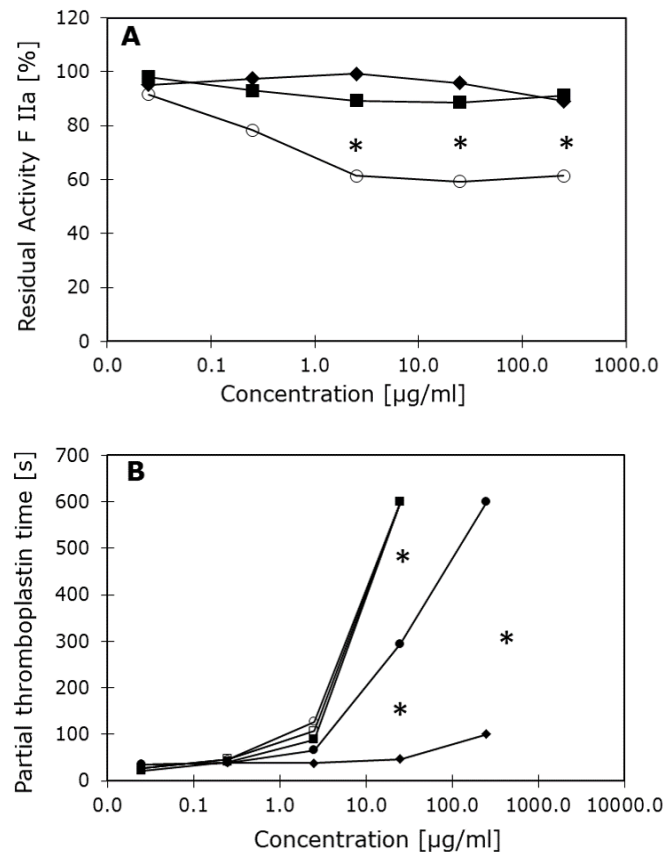 A
Residual Activity F IIa [%]
120
100
80
60
40
20
0
* * *
0.0 0.1 1.0 10.0 100.0 1000.0
Concentration [µg/ml]
B
Partial thromboplastin time [s]
700
600
500
400
300
200
100
0
*
*
*
0.0 0.1 1.0 10.0 100.0 1000.0 10000.0
Concentration [µg/ml]